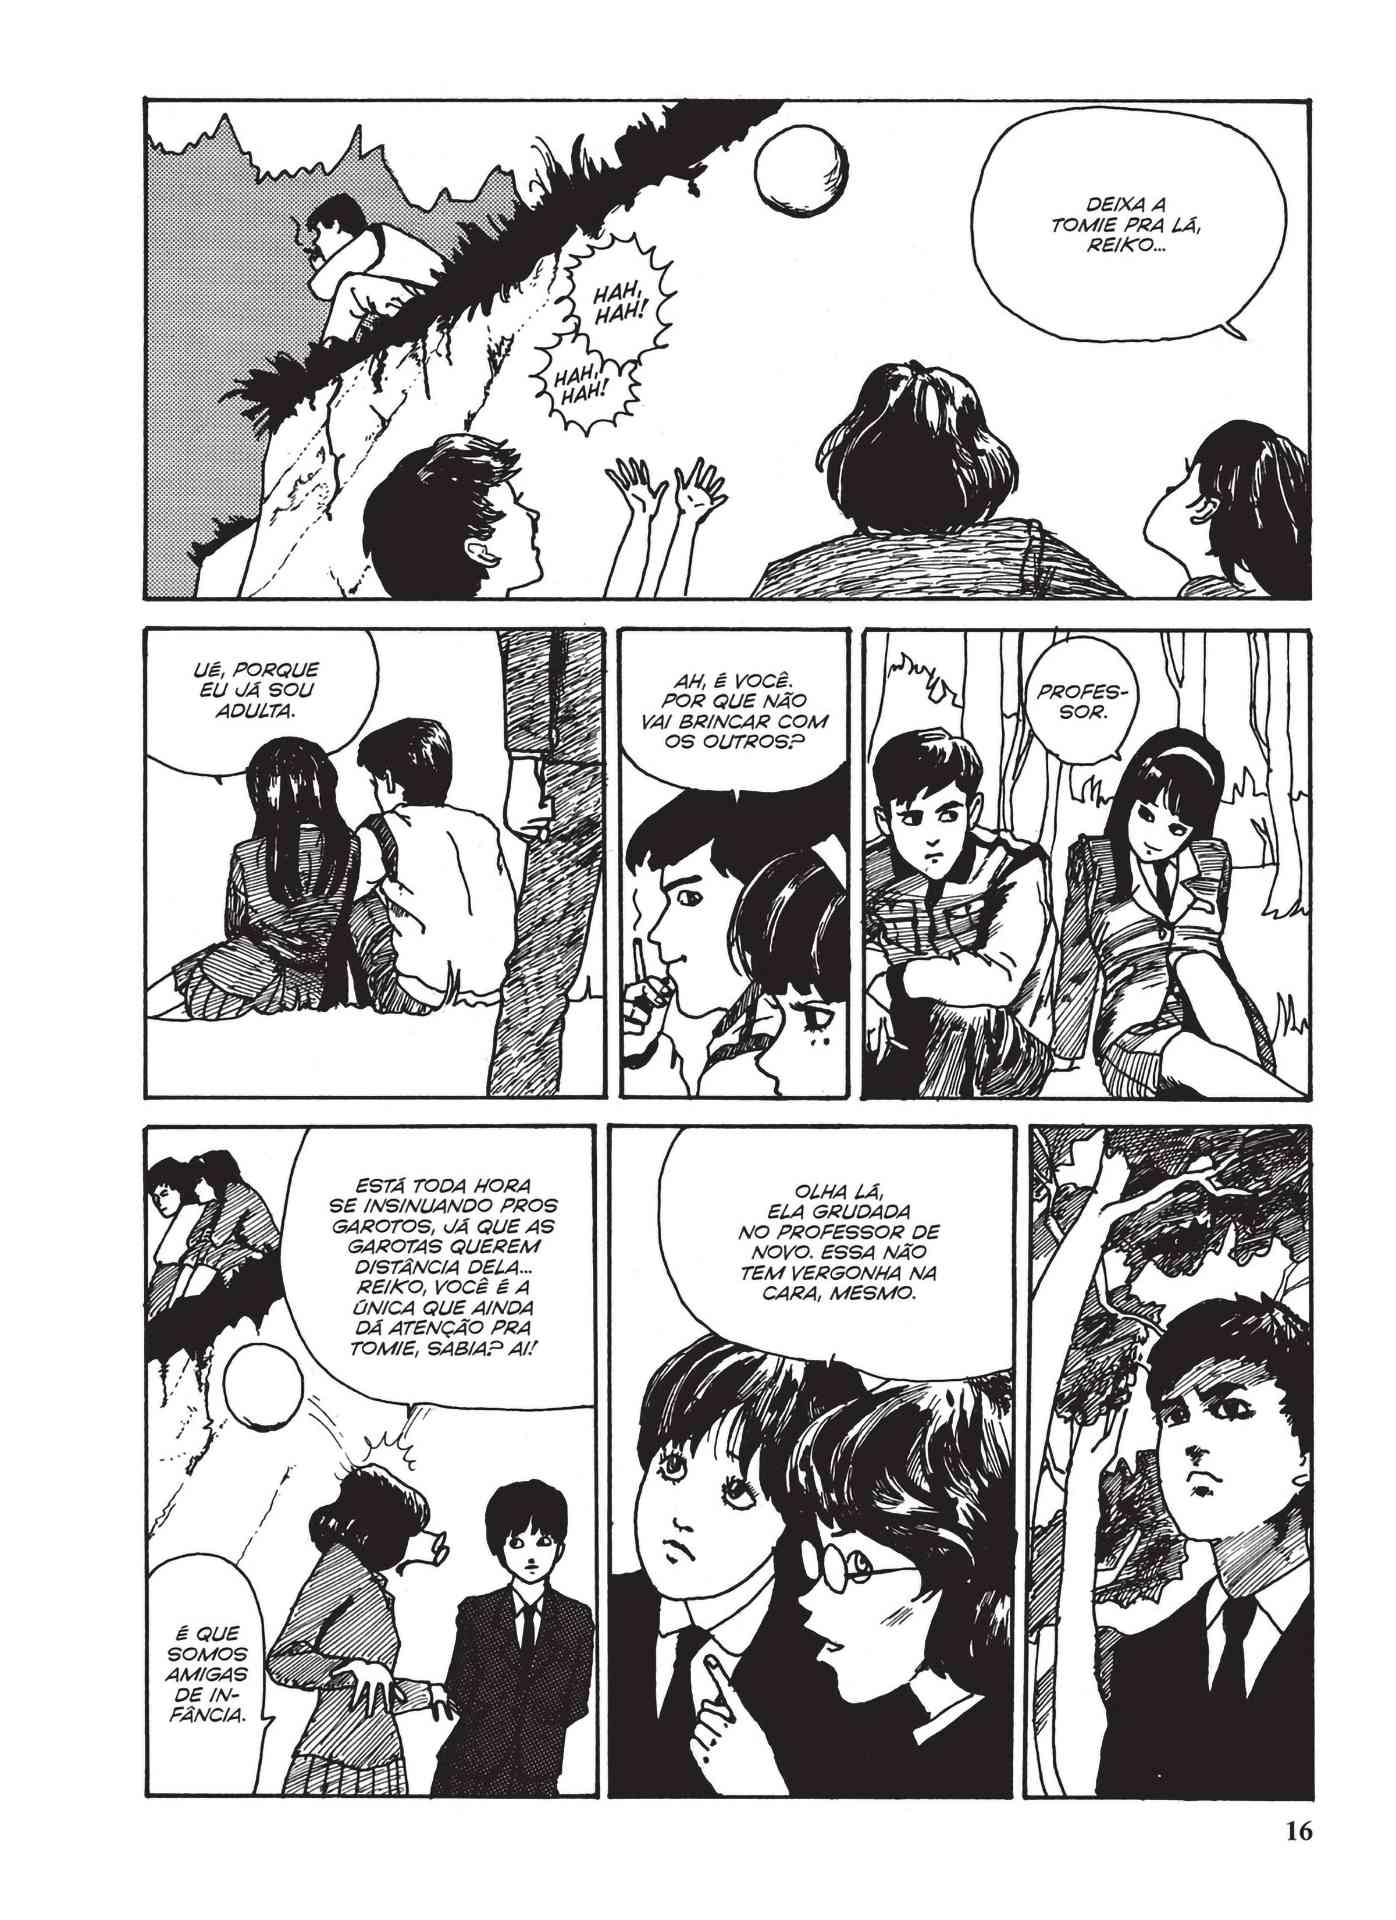 DEIXA A
TOMIE PRA LÁ,
REIKO...
HAH,
HAH!
HAH,
HAH!
PROFES-
SOR.
AH, É VOCÊ.
POR QUE NÃO
VAI BRINCAR COM
OS OUTROS?
UÉ, PORQUE
EU JÁ SOU
ADULTA.
OLHA LÁ,
ELA GRUDADA
NO PROFESSOR DE
NOVO. ESSA NÃO
TEM VERGONHA NA
CARA, MESMO.
ESTÁ TODA HORA
SE INSINUANDO PROS
GAROTOS, JÁ QUE AS
GAROTAS QUEREM
DISTÂNCIA DELA...
REIKO, VOCÊ É A
ÚNICA QUE AINDA
DÁ ATENÇÃO PRA
TOMIE, SABIA? AI!
É QUE
SOMOS
AMIGAS
DE IN-
FÂNCIA.
16